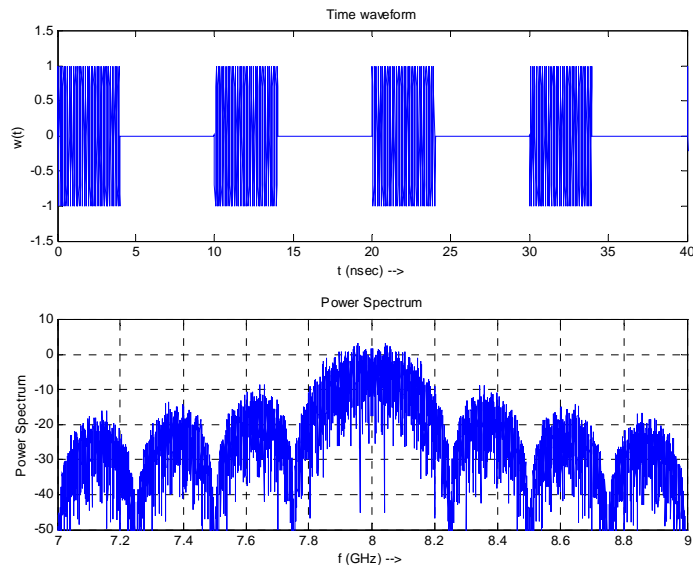 Time waveform
1.5
1
0.5
0
-0.5
-1
-1.5
w(t)
0 5 10 15 20 25 30 35 40
t (nsec) -->
Power Spectrum
10
0
-10
-20
-30
-40
-50
Power Spectrum
7 7.2 7.4 7.6 7.8 8 8.2 8.4 8.6 8.8 9
f (GHz) -->